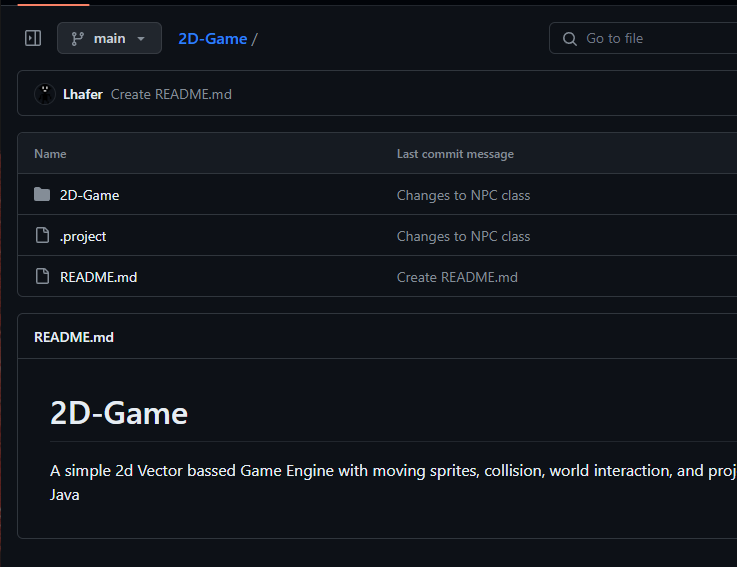 main
2D-Game /
Go to file
Lhafer Create README.md
Name Last commit message
2D-Game Changes to NPC class
.project Changes to NPC class
README.md Create README.md
README.md
2D-Game
A simple 2d Vector bassed Game Engine with moving sprites, collision, world interaction, and
Java